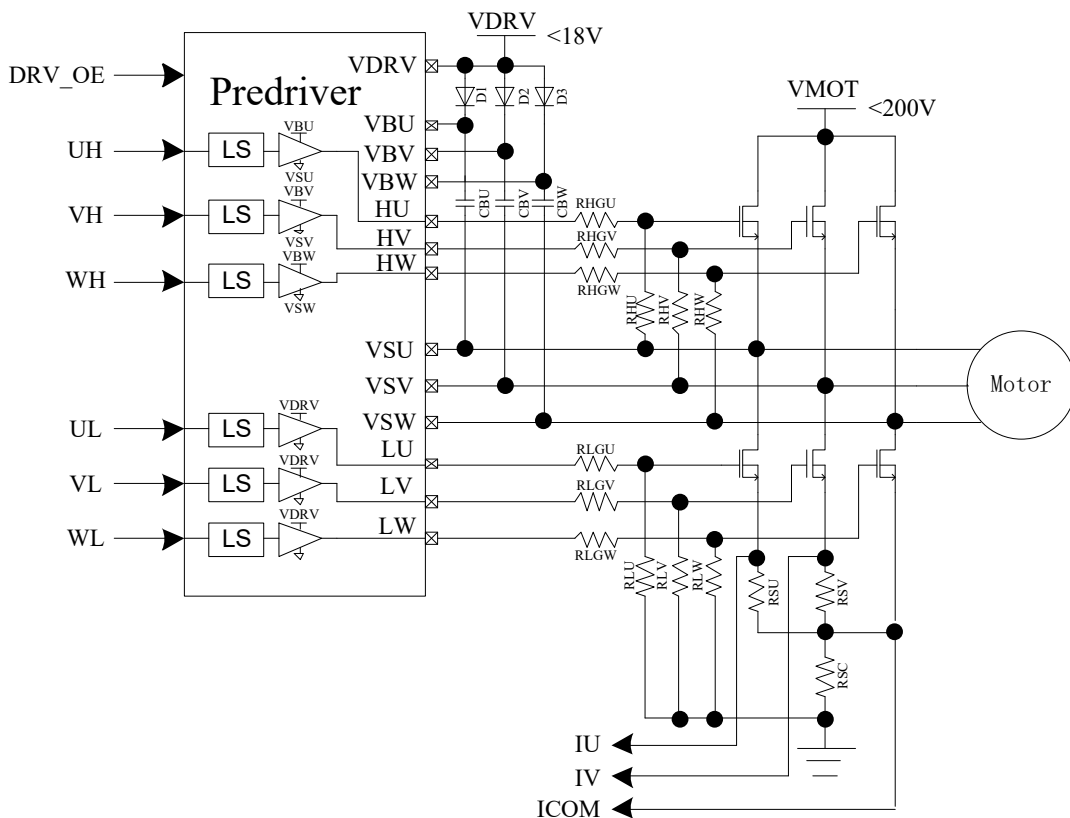 VDRV
<18V
DRV_OE
Predriver
VDRV
D1
D2
D3
VMOT
<200V
UH
LS
VBU
VSU
VBU
VBV
VH
LS
VBV
VSV
VBW
CBU
CBV
CBW
HU
RHGU
HV
RHGV
WH
LS
VBW
VSW
HW
RHGW
RHU
RHV
RHW
VSU
VSV
Motor
VSW
UL
LS
VDRV
LU
RLGU
VL
LS
VDRV
LV
RLGV
WL
LS
VDRV
LW
RLGW
RLU
RLV
RLW
RSU
RSV
RSC
IU
IV
ICOM